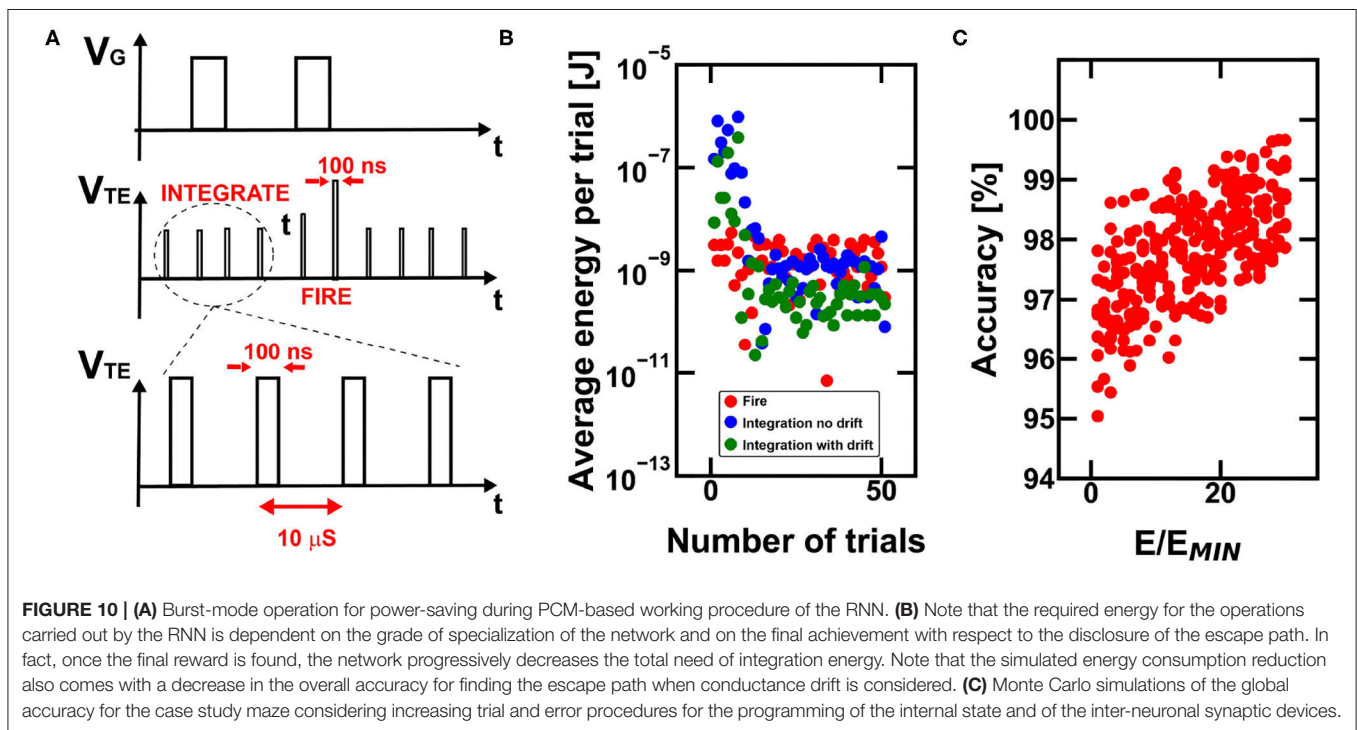 A
VG
t
VTE
INTEGRATE
100 ns
t
FIRE
t
VTE
100 ns
t
10 μS
B
Average energy per trial [J]
10−5
10−7
10−9
10−11
10−13
Fire
Integration no drift
Integration with drift
0
50
Number of trials
C
Accuracy [%]
100
99
98
97
96
95
94
0
20
E/EMIN
FIGURE 10 | (A) Burst-mode operation for power-saving during PCM-based working procedure of the RNN. (B) Note that the required energy for the operations
carried out by the RNN is dependent on the grade of specialization of the network and on the final achievement with respect to the disclosure of the escape path. In
fact, once the final reward is found, the network progressively decreases the total need of integration energy. Note that the simulated energy consumption reduction
also comes with a decrease in the overall accuracy for finding the escape path when conductance drift is considered. (C) Monte Carlo simulations of the global
accuracy for the case study maze considering increasing trial and error procedures for the programming of the internal state and of the inter-neuronal synaptic devices.